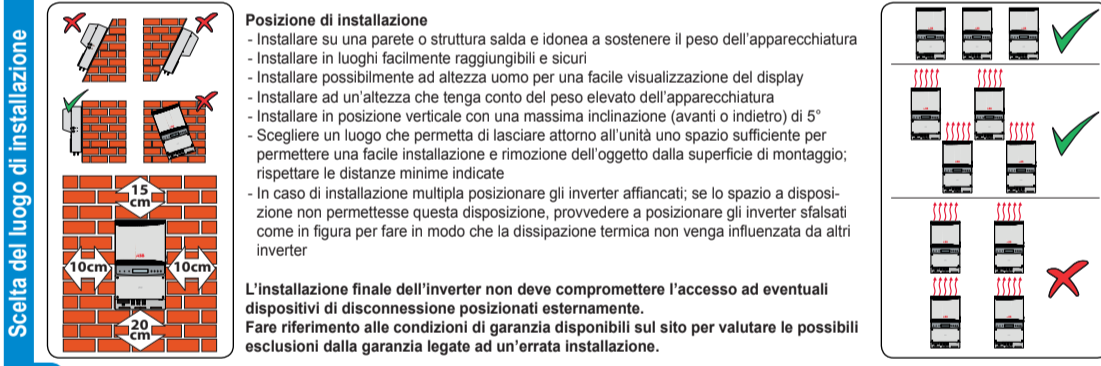 Scelta del luogo di installazione
15
cm
10cm
10cm
20
cm
Posizione di installazione
- Installare su una parete o struttura salda e idonea a sostenere il peso dell'apparecchiatura
- Installare in luoghi facilmente raggiungibili e sicuri
- Installare possibilmente ad altezza uomo per una facile visualizzazione del display
- Installare ad un'altezza che tenga conto del peso elevato dell'apparecchiatura
- Installare in posizione verticale con una massima inclinazione (avanti o indietro) di 5°
- Scegliere un luogo che permetta di lasciare attorno all'unità uno spazio sufficiente per
permettere una facile installazione e rimozione dell'oggetto dalla superficie di montaggio;
rispettare le distanze minime indicate
- In caso di installazione multipla posizionare gli inverter affiancati; se lo spazio a disposi-
zione non permettesse questa disposizione, provvedere a posizionare gli inverter sfalsati
come in figura per fare in modo che la dissipazione termica non venga influenzata da altri
inverter
L'installazione finale dell'inverter non deve compromettere l'accesso ad eventuali
dispositivi di disconnessione posizionati esternamente.
Fare riferimento alle condizioni di garanzia disponibili sul sito per valutare le possibili
esclusioni dalla garanzia legate ad un'errata installazione.